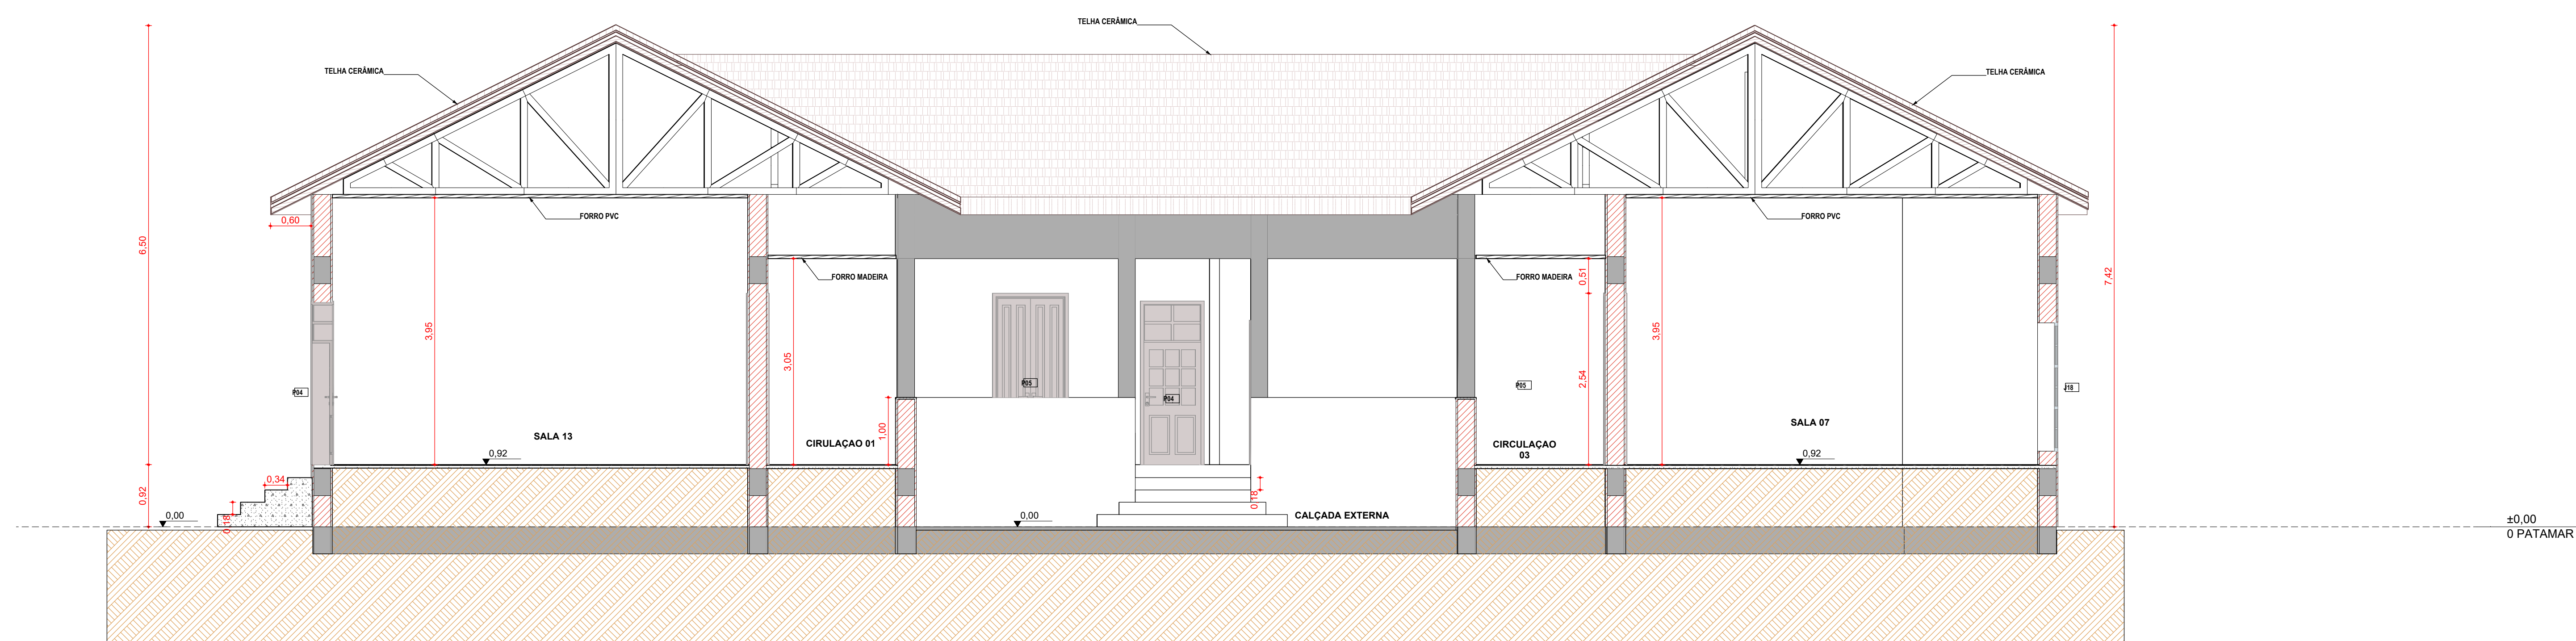 TELHA CERÂMICA
TELHA CERÂMICA
TELHA CERÂMICA
0,60
FORRO PVC
FORRO PVC
6,50
7,42
FORRO MADEIRA
FORRO MADEIRA
0,51
3,95
3,05
2,54
3,95
P04
P05
P04
P05
J18
SALA 13
CIRULAÇAO 01
1,00
CIRCULAÇAO
03
SALA 07
0,92
0,92
0,92
0,34
0,18
0,18
0,00
0,00
CALÇADA EXTERNA
±0,00
0 PATAMAR